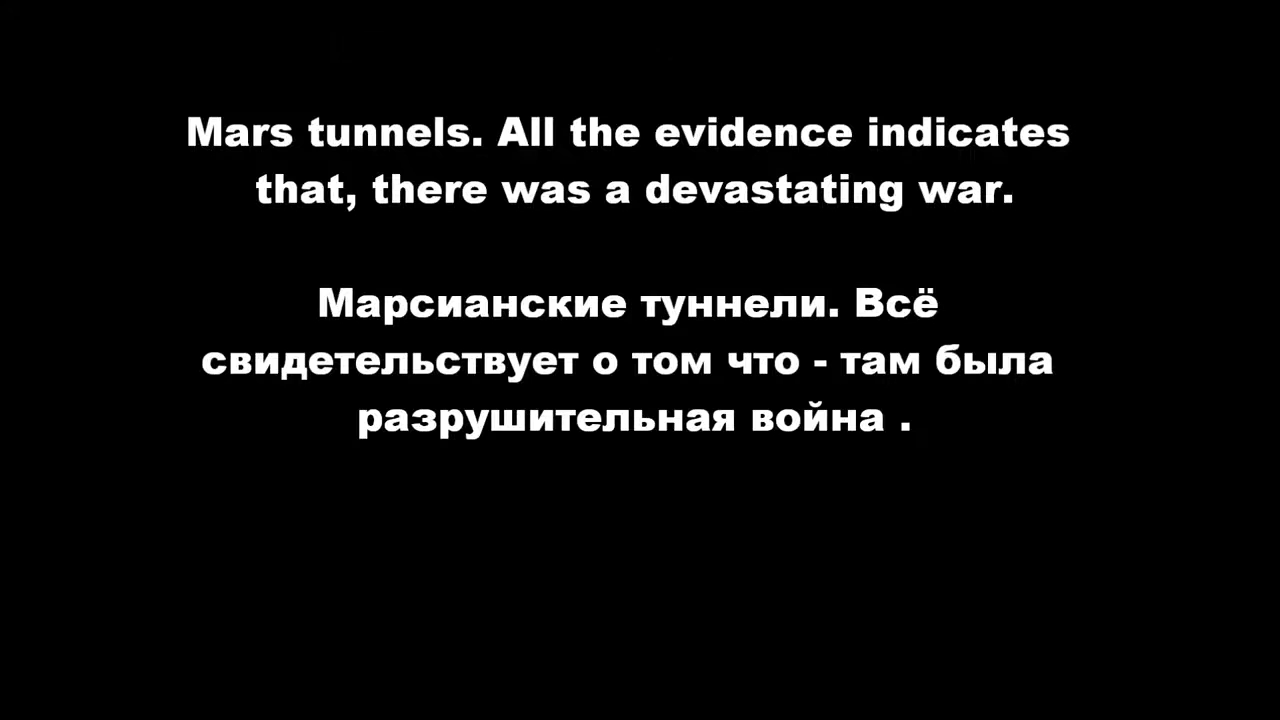 Mars tunnels. All the evidence indicates
that, there was a devastating war.
Марсианские туннели. Всё
свидетельствует о том что - там была
разрушительная война .